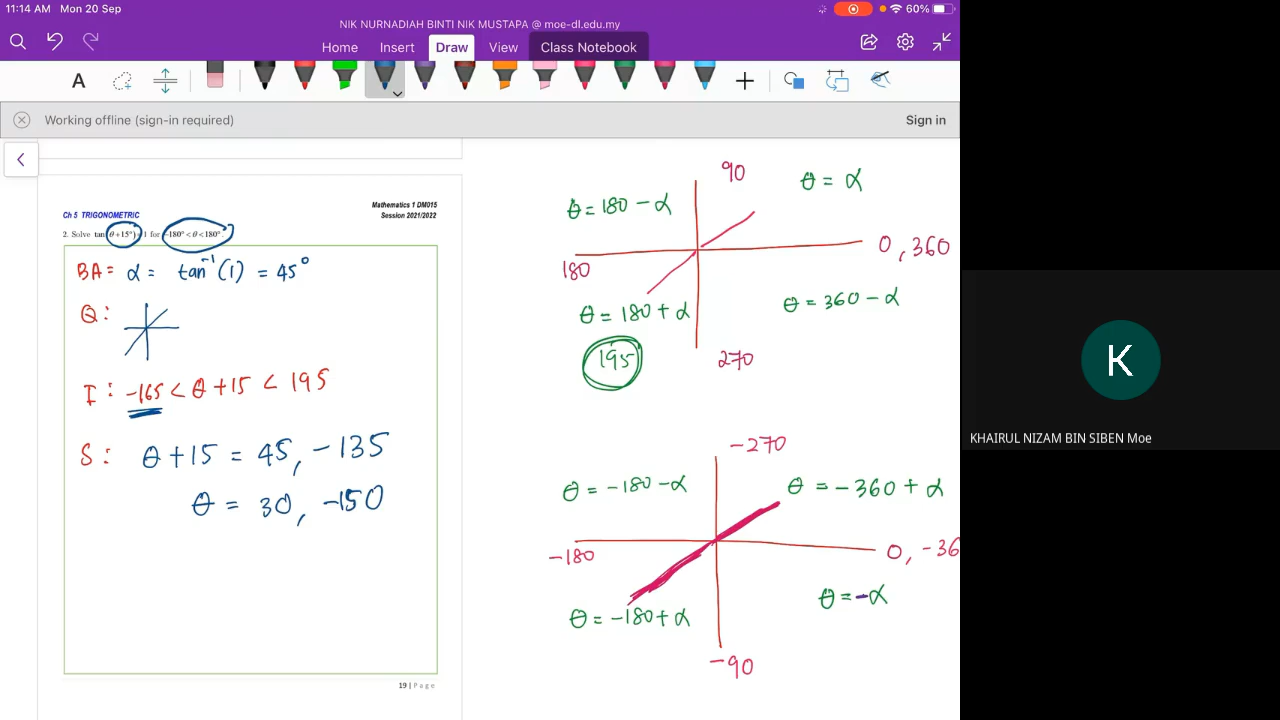 11:14 AM Mon 20 Sep
60%
NIK NURNADIAH BINTI NIK MUSTAPA @ moe-dl.edu.my
Home Insert Draw View Class Notebook
A
Working offline (sign-in required) Sign in
Mathematics 1 DM015
Ch 5 TRIGONOMETRIC Session 2021/2022
2. Solve tan(θ+15°)=1 for -180°<θ<180°.
BA= α = tan⁻¹(1) = 45°
Q:
I: -165 < θ +15 < 195
S: θ +15 = 45, -135
θ = 30, -150
19 | Page
90
θ = α
θ = 180 - α
0, 360
180
θ = 180 + α
θ = 360 - α
195
270
-270
θ = -180 - α
θ = -360 + α
-180
0, -36
θ = -α
θ = -180 + α
-90
K
KHAIRUL NIZAM BIN SIBEN Moe